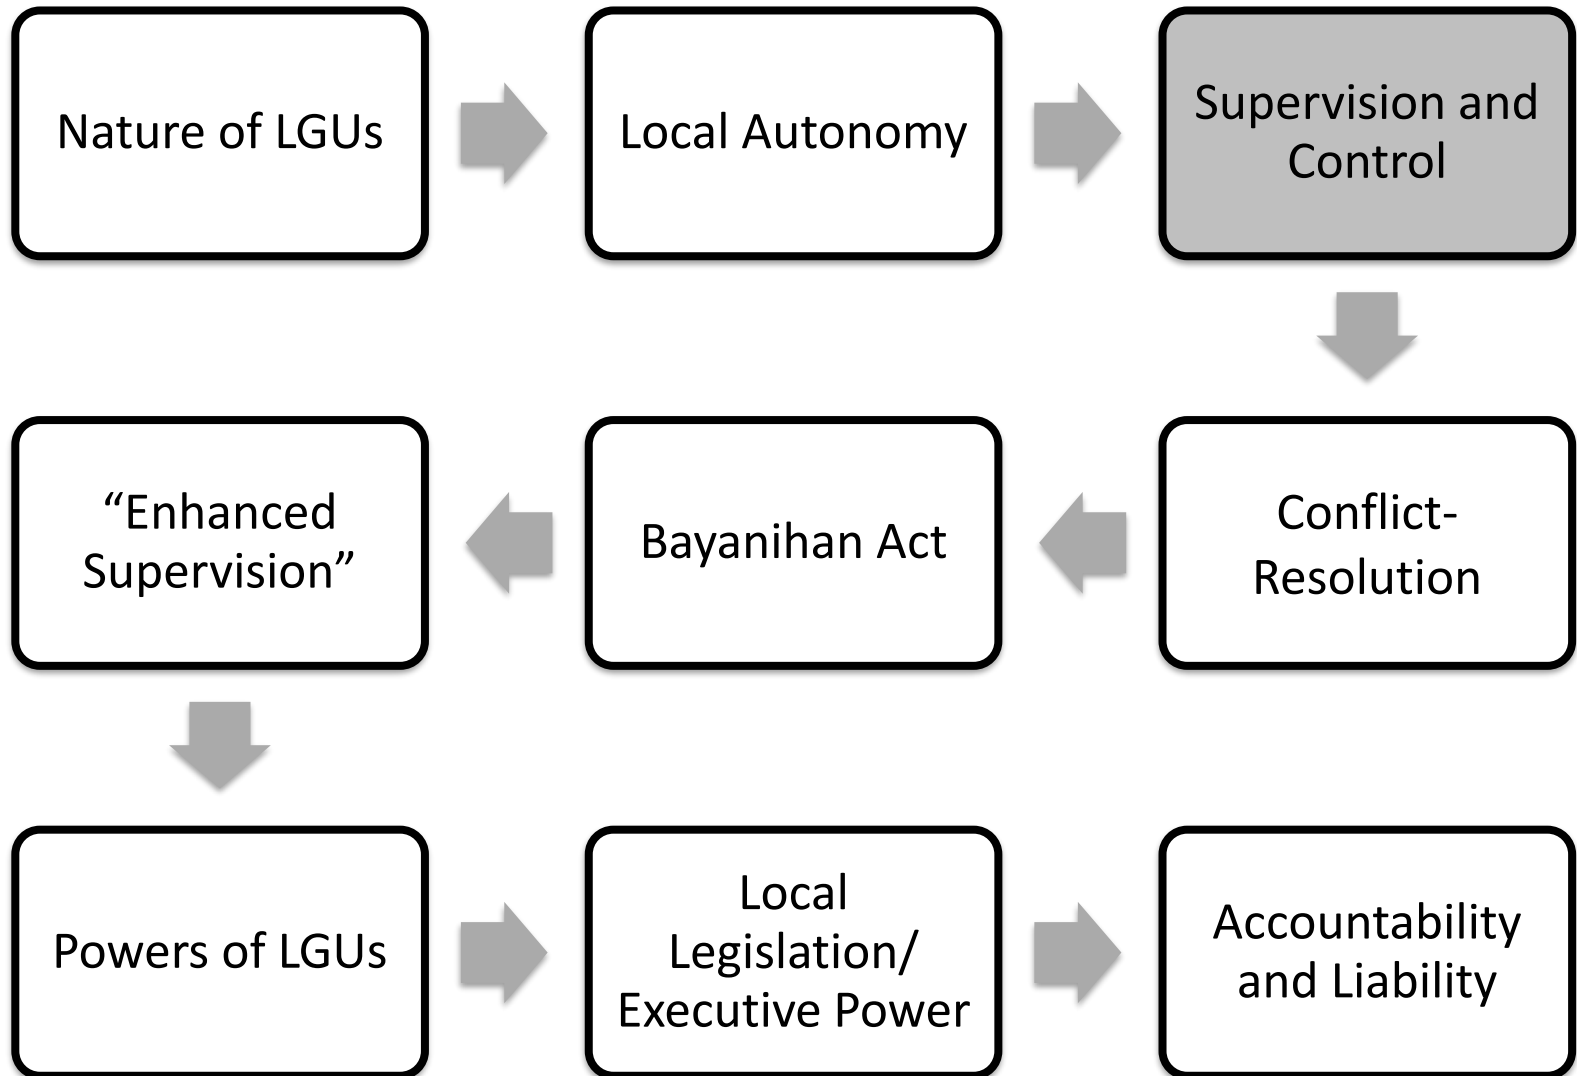 Nature of LGUs
Local Autonomy
Supervision and
Control
Conflict-
Resolution
Bayanihan Act
“Enhanced
Supervision”
Powers of LGUs
Local
Legislation/
Executive Power
Accountability
and Liability